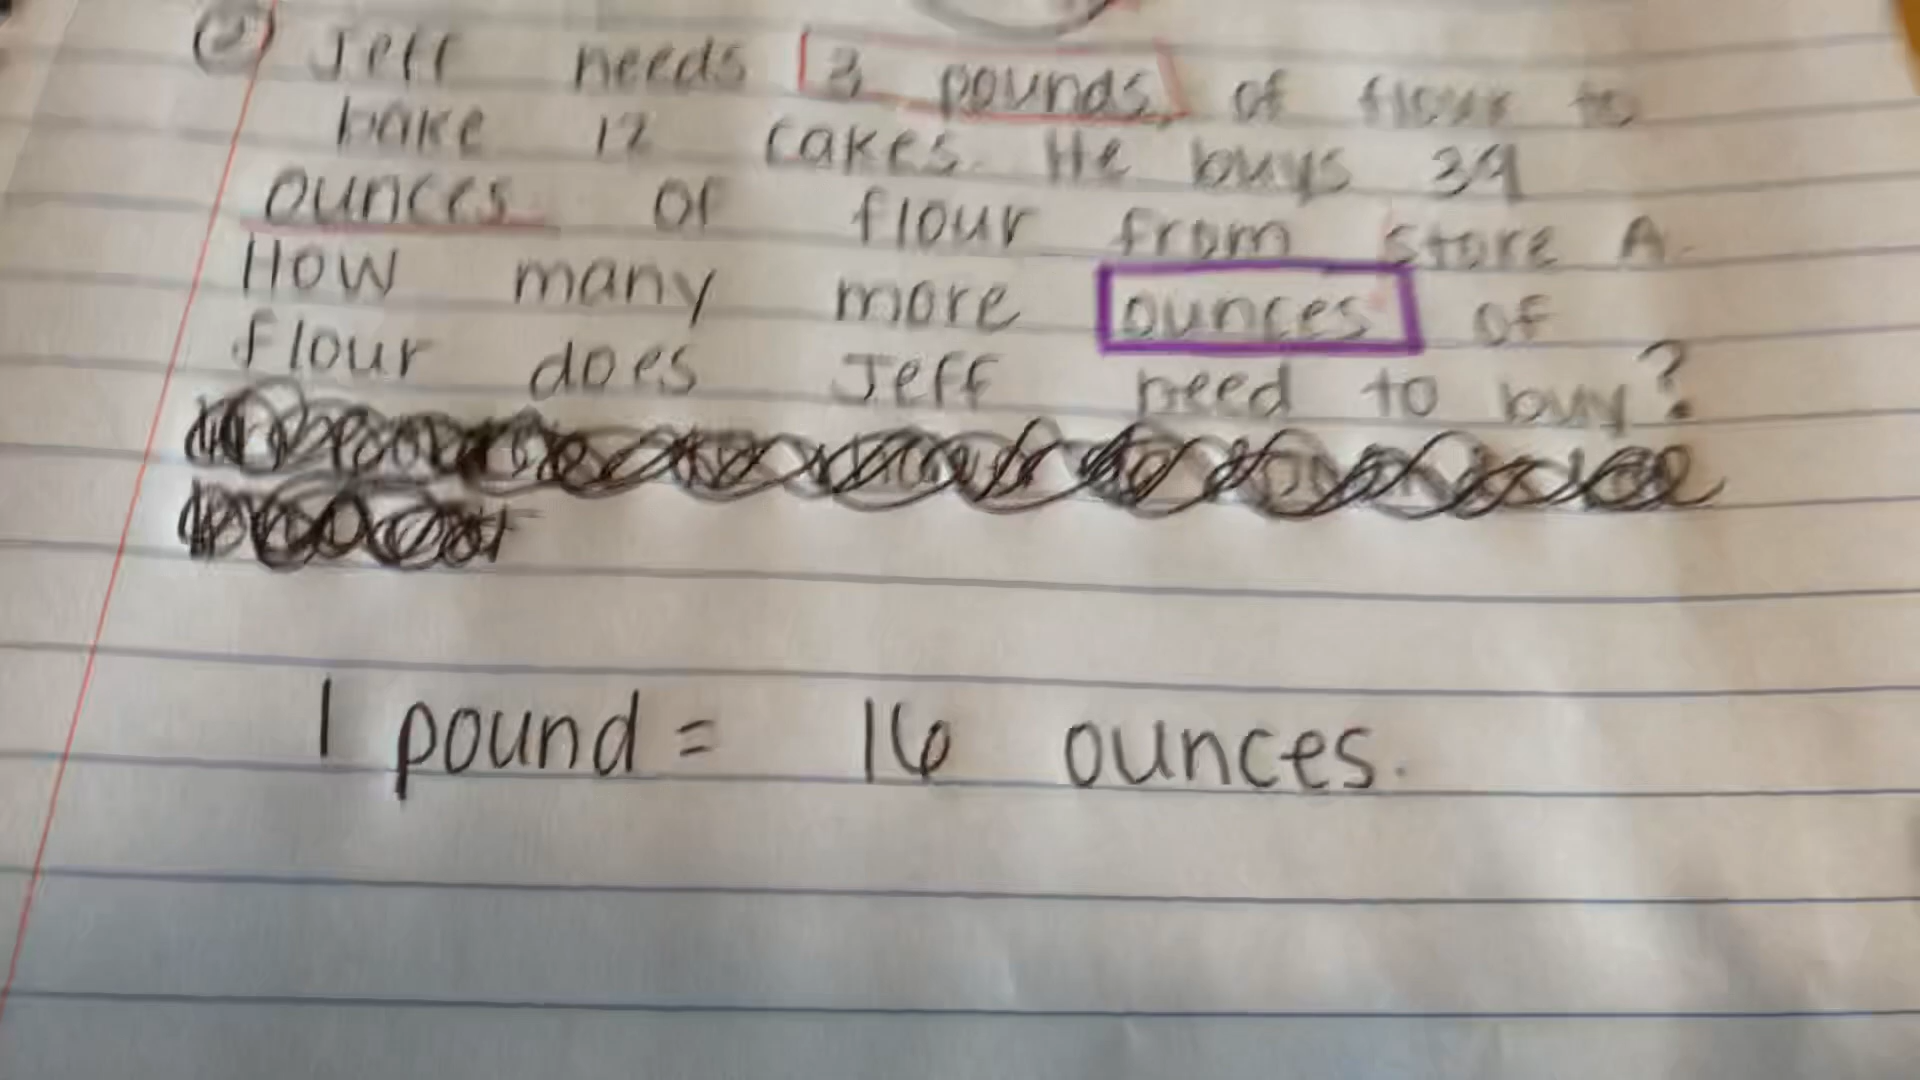 ② Jeff needs 3 pounds of flour to
bake 12 cakes. He buys 39
ounces of flour from store A.
How many more ounces of
flour does Jeff need to buy?
1 pound = 16 ounces.